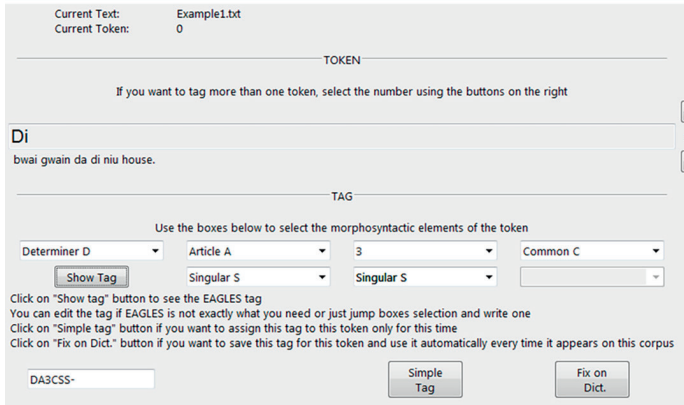 Current Text: Example1.txt
Current Token: 0
TOKEN
If you want to tag more than one token, select the number using the buttons on the right
Di
bwai gwain da di niu house.
TAG
Use the boxes below to select the morphosyntactic elements of the token
Determiner D Article A 3 Common C
Show Tag Singular S Singular S
Click on "Show tag" button to see the EAGLES tag
You can edit the tag if EAGLES is not exactly what you need or just jump boxes selection and write one
Click on "Simple tag" button if you want to assign this tag to this token only for this time
Click on "Fix on Dict." button if you want to save this tag for this token and use it automatically every time it appears on this corpus
DA3CSS- Simple Tag Fix on Dict.